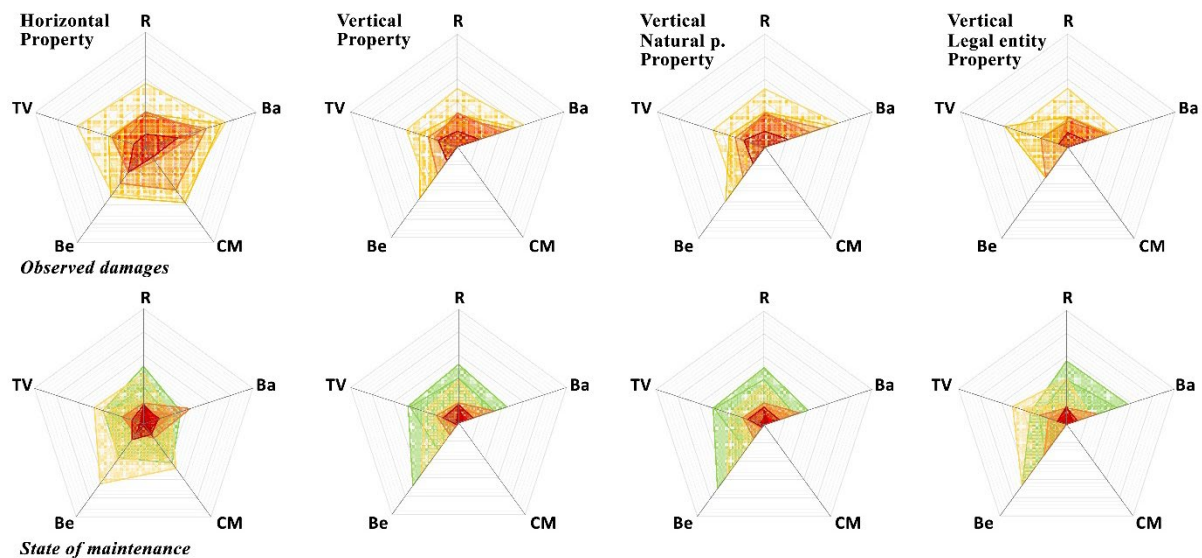 Horizontal
Property
R
TV
Ba
Be
CM
Vertical
Property
R
TV
Ba
Be
CM
Vertical
Natural p.
Property
R
TV
Ba
Be
CM
Vertical
Legal entity
Property
R
TV
Ba
Be
CM
Observed damages
R
TV
Ba
Be
CM
R
TV
Ba
Be
CM
R
TV
Ba
Be
CM
R
TV
Ba
Be
CM
State of maintenance